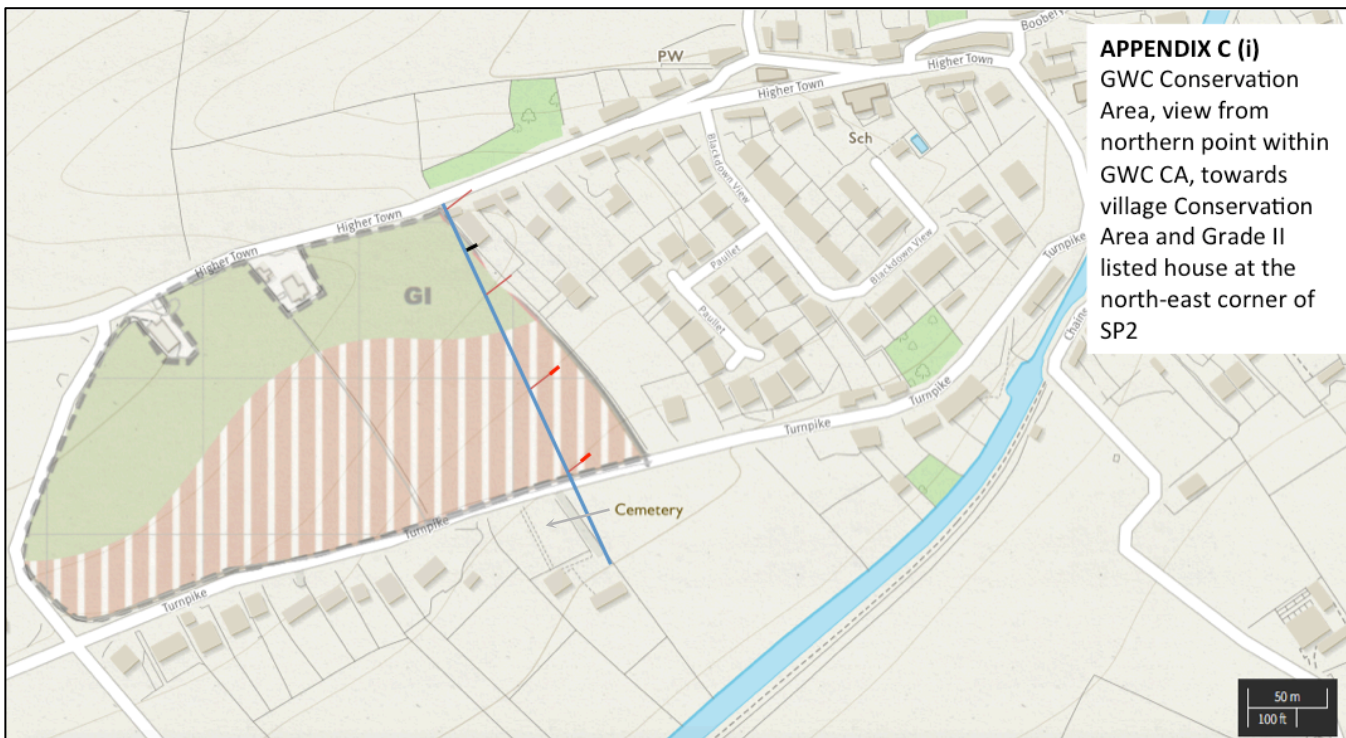 APPENDIX C (i)
GWC Conservation
Area, view from
northern point within
GWC CA, towards
village Conservation
Area and Grade II
listed house at the
north-east corner of
SP2
PW
Higher Town
Higher Town
Higher Town
Higher Town
Sch
Blackdown View
Blackdown View
Paullet
Paullet
Turnpike
Turnpike
Turnpike
Turnpike
Turnpike
GI
Cemetery
50 m
100 ft